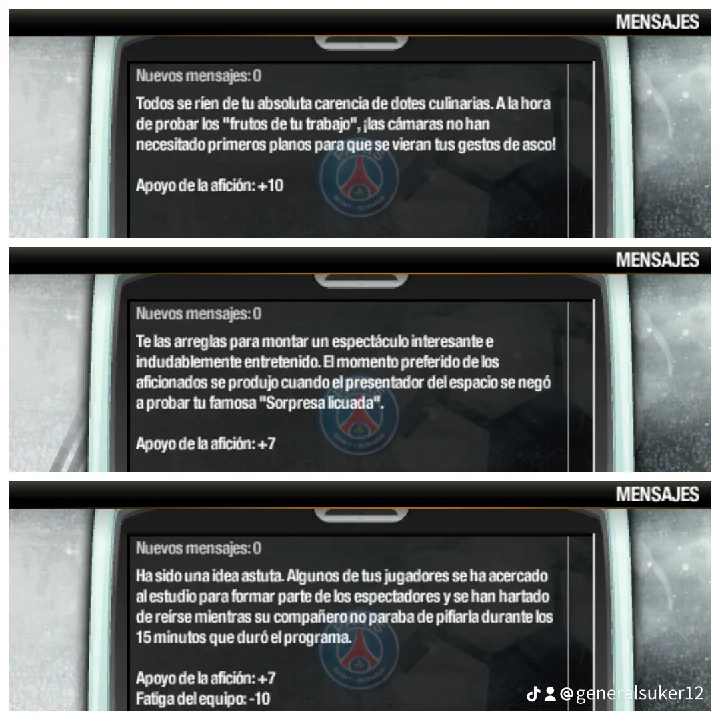 MENSAJES
Nuevos mensajes: 0
Todos se ríen de tu absoluta carencia de dotes culinarias. A la hora
de probar los "frutos de tu trabajo", ¡las cámaras no han
necesitado primeros planos para que se vieran tus gestos de asco!
Apoyo de la afición: +10
PARIS
MENSAJES
Nuevos mensajes: 0
Te las arreglas para montar un espectáculo interesante e
indudablemente entretenido. El momento preferido de los
aficionados se produjo cuando el presentador del espacio se negó
a probar tu famosa "Sorpresa licuada".
Apoyo de la afición: +7
MENSAJES
Nuevos mensajes: 0
Ha sido una idea astuta. Algunos de tus jugadores se ha acercado
al estudio para formar parte de los espectadores y se han hartado
de reírse mientras su compañero no paraba de pifiarla durante los
15 minutos que duró el programa.
Apoyo de la afición: +7
Fatiga del equipo: -10
@generalsuker12